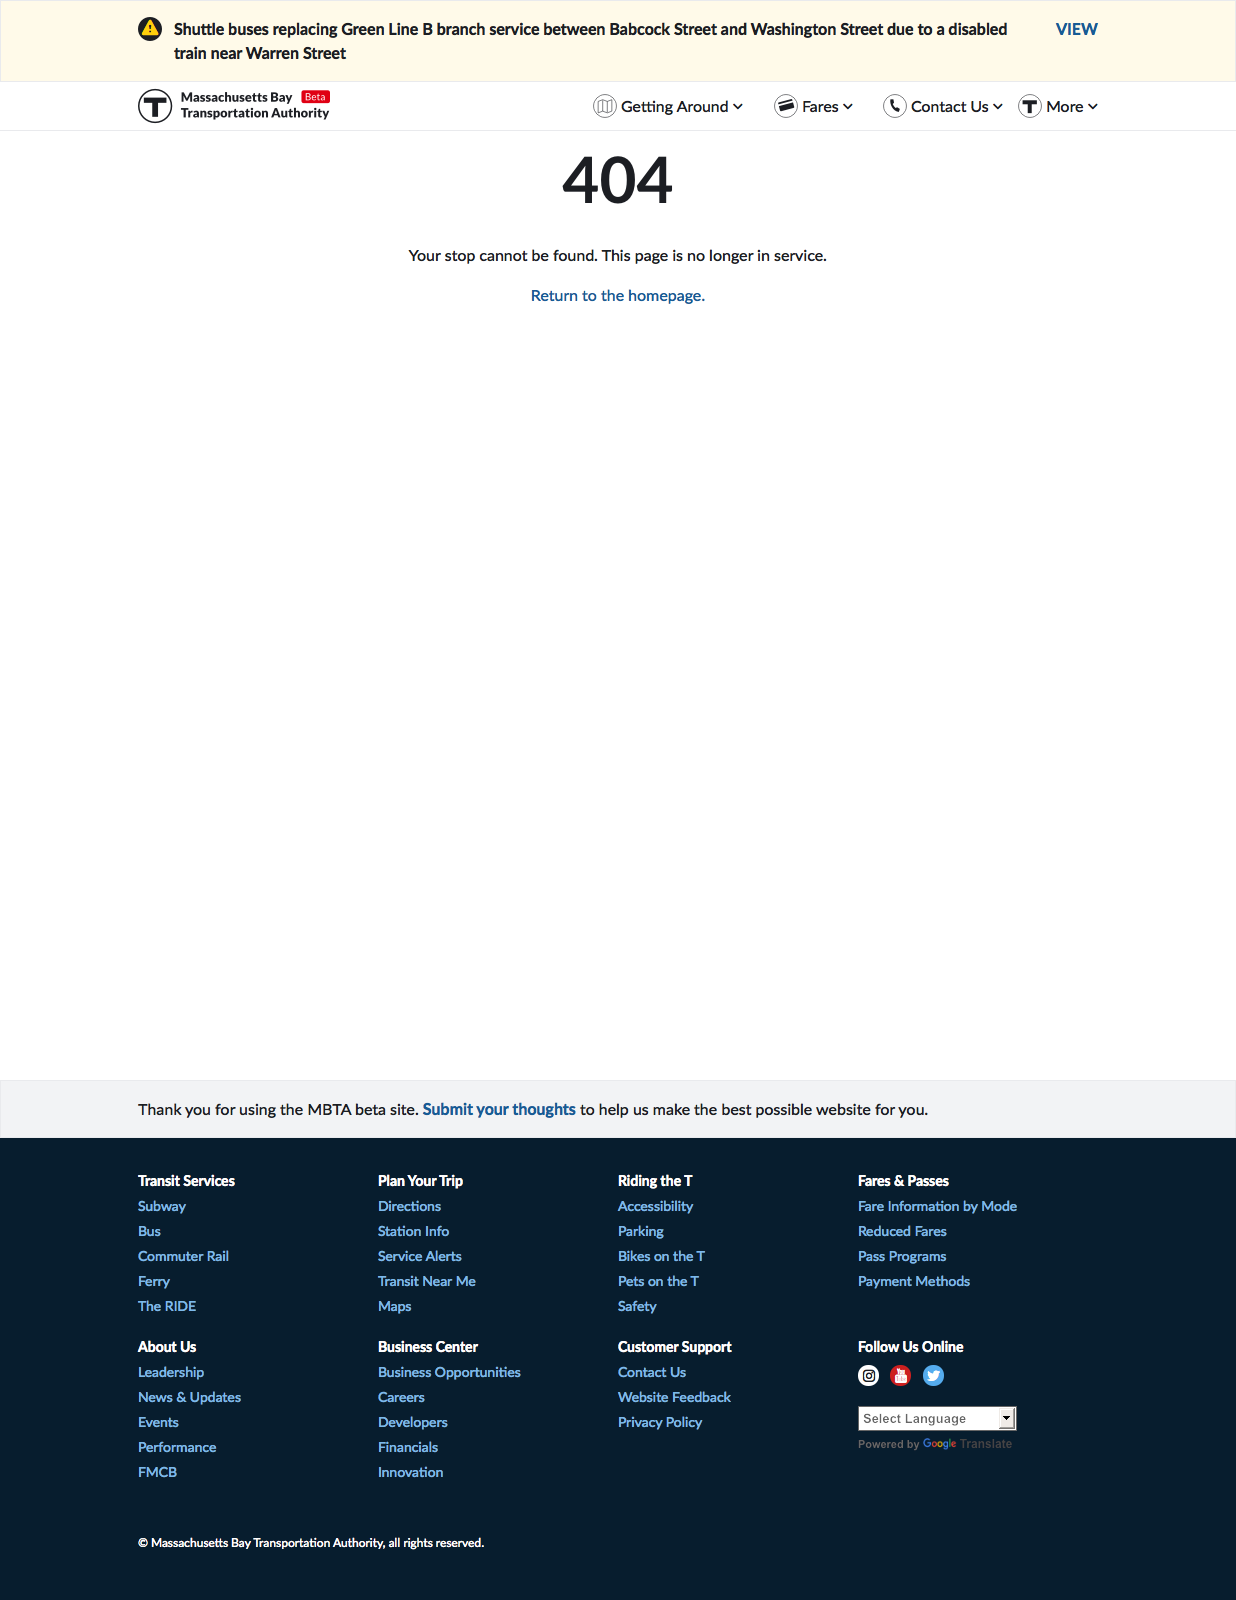 Shuttle buses replacing Green Line B branch service between Babcock Street and Washington Street due to a disabled
train near Warren Street
VIEW
Massachusetts Bay Beta
Transportation Authority
Getting Around
Fares
Contact Us
More
404
Your stop cannot be found. This page is no longer in service.
Return to the homepage.
Thank you for using the MBTA beta site. Submit your thoughts to help us make the best possible website for you.
Transit Services
Subway
Bus
Commuter Rail
Ferry
The RIDE
Plan Your Trip
Directions
Station Info
Service Alerts
Transit Near Me
Maps
Riding the T
Accessibility
Parking
Bikes on the T
Pets on the T
Safety
Fares & Passes
Fare Information by Mode
Reduced Fares
Pass Programs
Payment Methods
About Us
Leadership
News & Updates
Events
Performance
FMCB
Business Center
Business Opportunities
Careers
Developers
Financials
Innovation
Customer Support
Contact Us
Website Feedback
Privacy Policy
Follow Us Online
Select Language
Powered by Google Translate
© Massachusetts Bay Transportation Authority, all rights reserved.